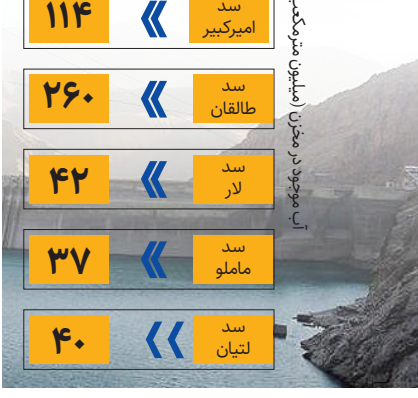 سد
امیرکبیر
۱۱۴
سد
طالقان
۲۶۰
سد
لار
۴۲
سد
ماملو
۳۷
سد
لتیان
۴۰
آب موجود در مخزن (میلیون مترمکعب